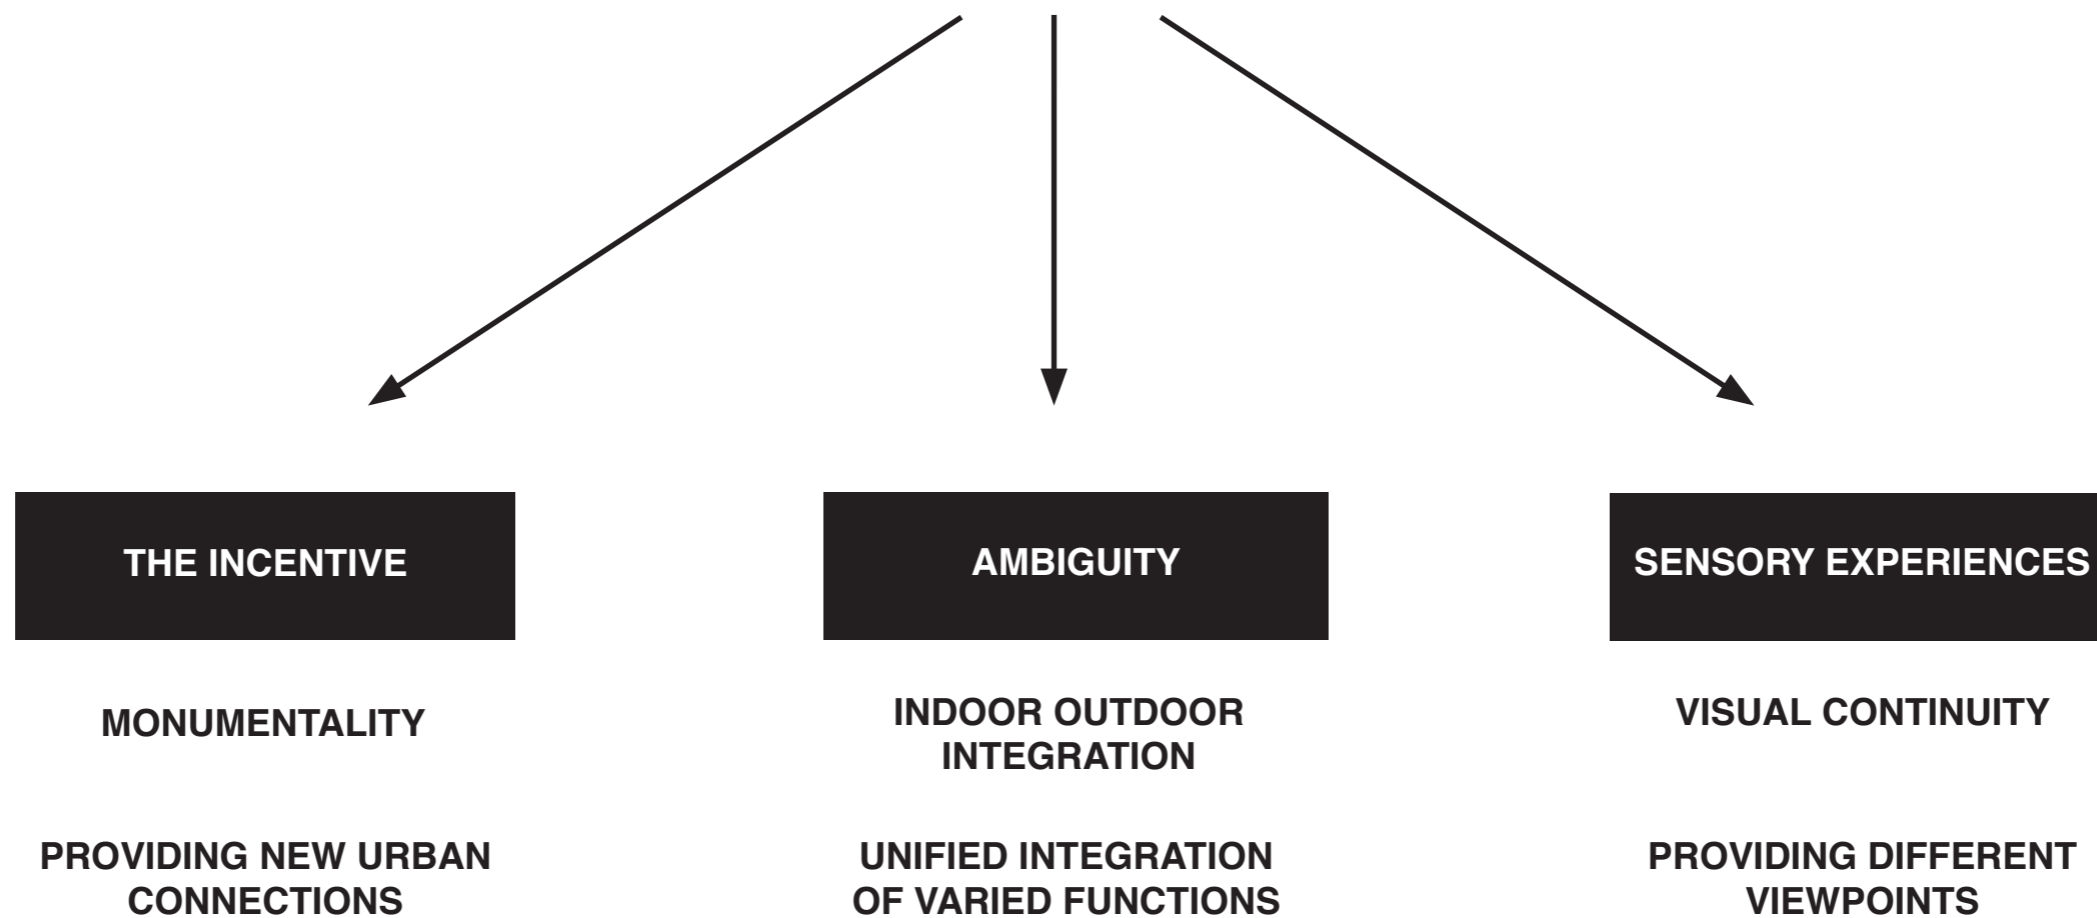 THE INCENTIVE
MONUMENTALITY
PROVIDING NEW URBAN
CONNECTIONS
AMBIGUITY
INDOOR OUTDOOR
INTEGRATION
UNIFIED INTEGRATION
OF VARIED FUNCTIONS
SENSORY EXPERIENCES
VISUAL CONTINUITY
PROVIDING DIFFERENT
VIEWPOINTS